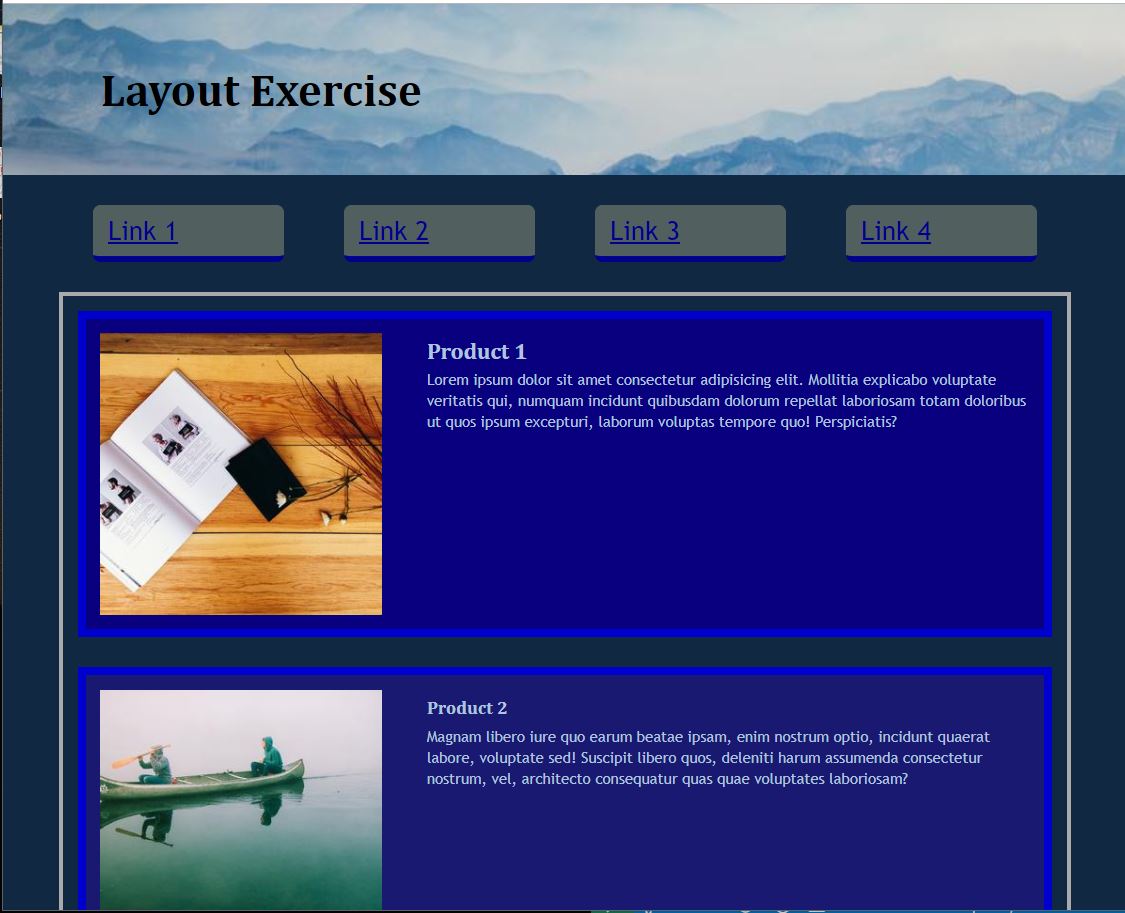 Layout Exercise
Link 1
Link 2
Link 3
Link 4
Product 1
Lorem ipsum dolor sit amet consectetur adipisicing elit. Mollitia explicabo voluptate
veritatis qui, numquam incidunt quibusdam dolorum repellat laboriosam totam doloribus
ut quos ipsum excepturi, laborum voluptas tempore quo! Perspiciatis?
Product 2
Magnam libero iure quo earum beatae ipsam, enim nostrum optio, incidunt quaerat
labore, voluptate sed! Suscipit libero quos, deleniti harum assumenda consectetur
nostrum, vel, architecto consequatur quas quae voluptates laboriosam?